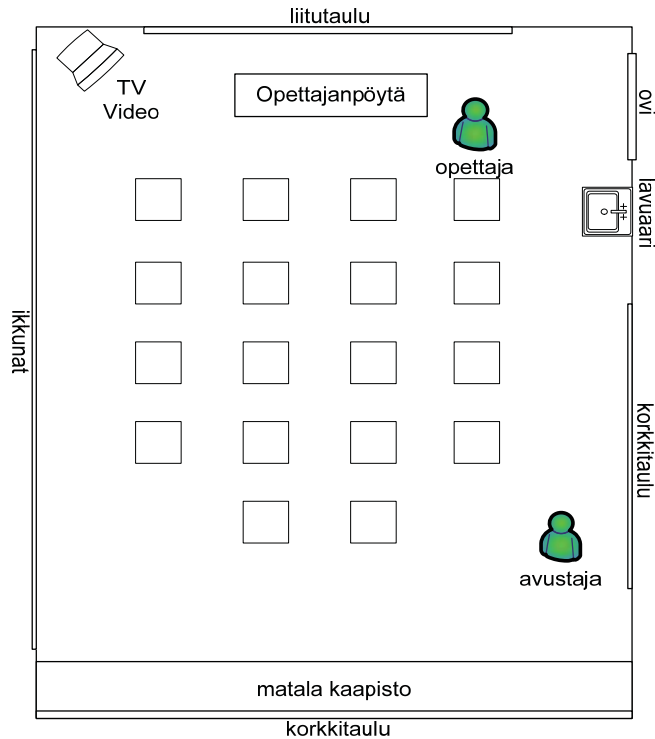 liitutaulu
TV
Video
Opettajanpöytä
ovi
opettaja
lavuaari
ikkunat
korkkitaulu
avustaja
matala kaapisto
korkkitaulu